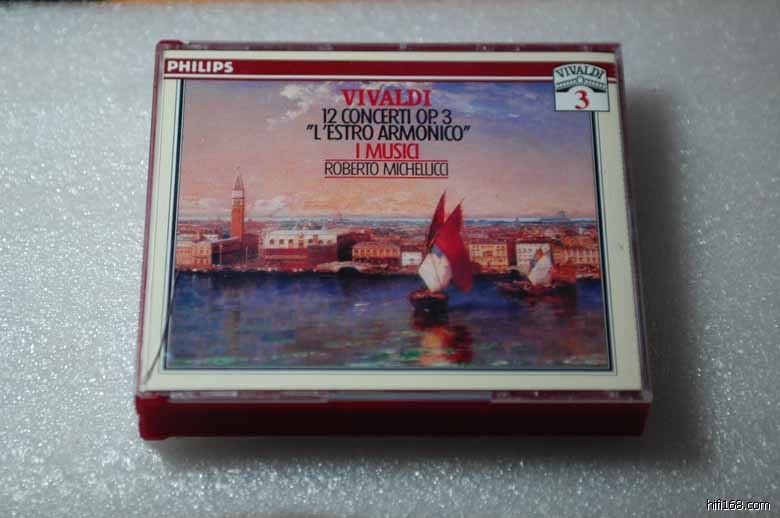 PHILIPS
VIVALDI
3
VIVALDI
12 CONCERTI OP. 3
"L'ESTRO ARMONICO"
I MUSICI
ROBERTO MICHELUCCI
hifi168.com